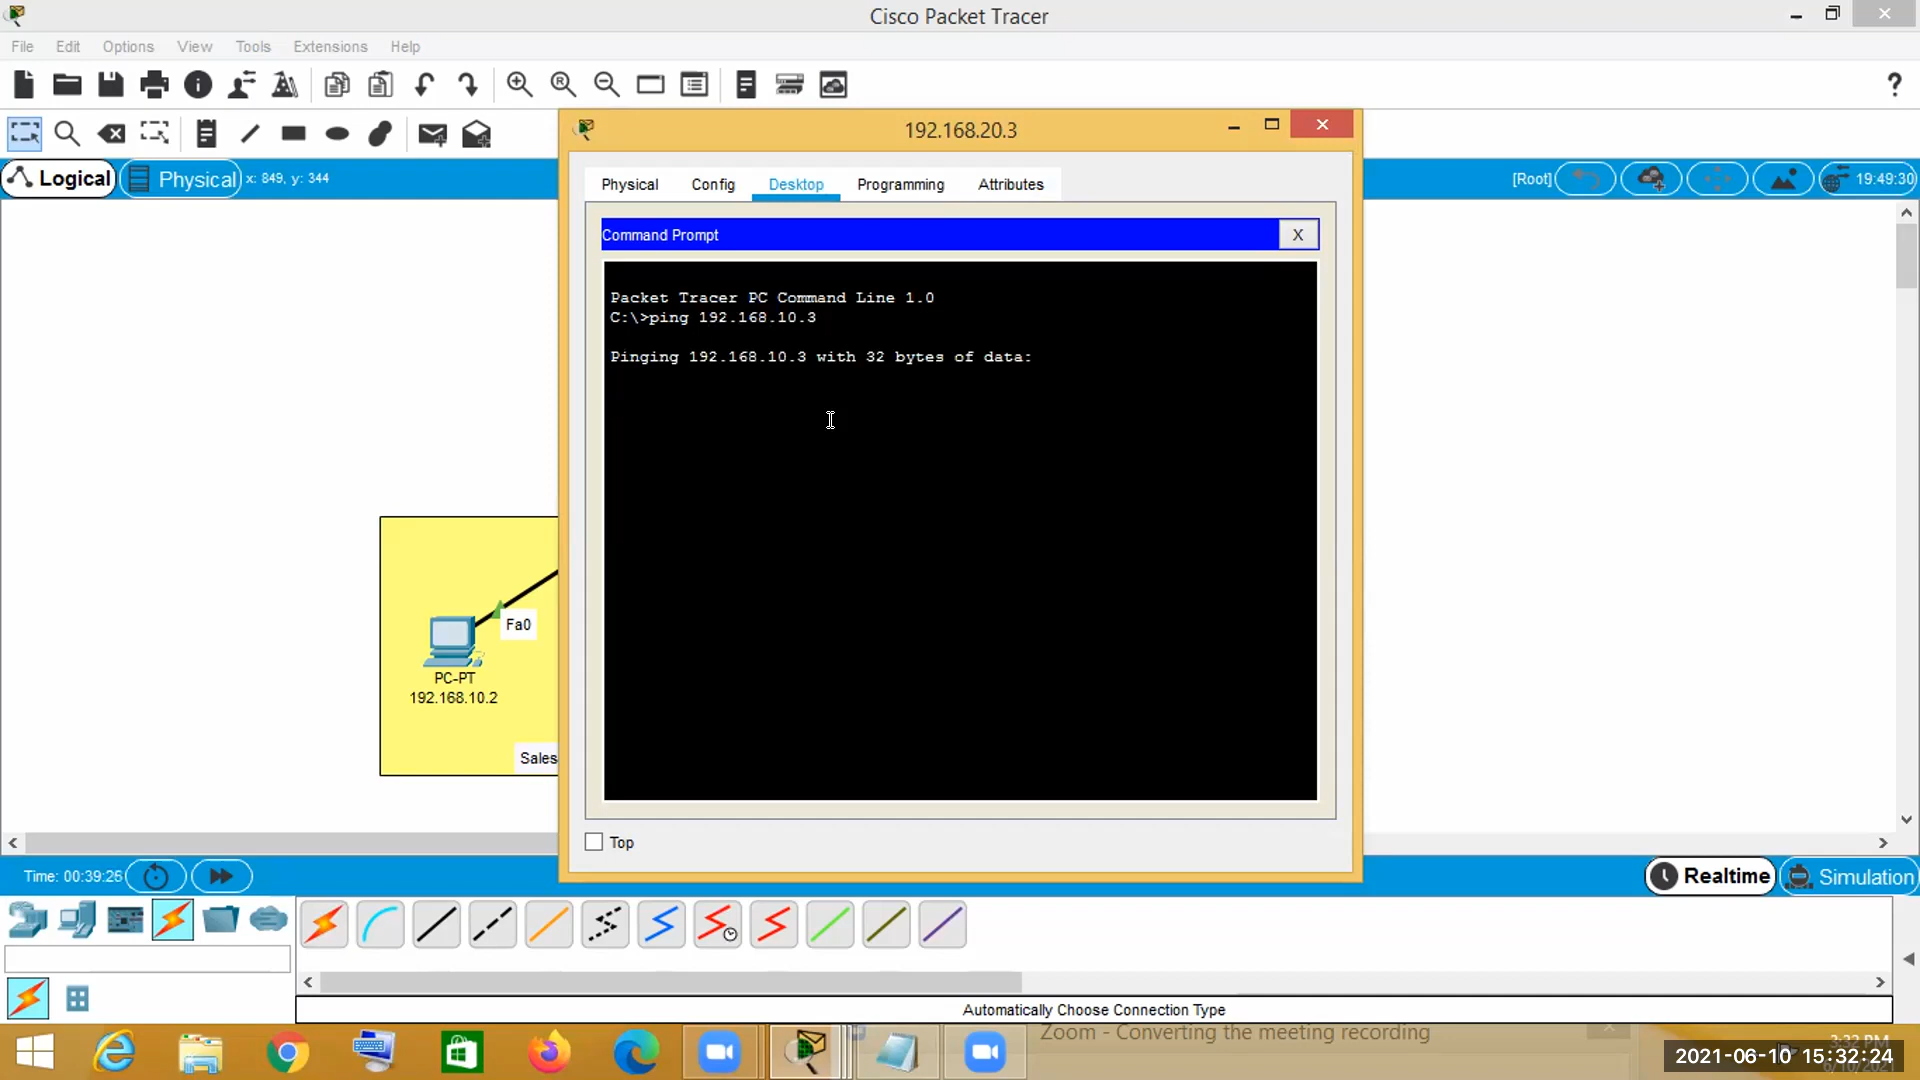 Cisco Packet Tracer
File Edit Options View Tools Extensions Help
192.168.20.3
Logical Physical x: 849, y: 344 [Root] 19:49:30
Physical Config Desktop Programming Attributes
Command Prompt X
Packet Tracer PC Command Line 1.0
C:\>ping 192.168.10.3
Pinging 192.168.10.3 with 32 bytes of data:
Fa0
PC-PT
192.168.10.2
Sales
Top
Time: 00:39:26 Realtime Simulation
Automatically Choose Connection Type
Zoom - Converting the meeting recording
3:32 PM
2021-06-10 15:32:24